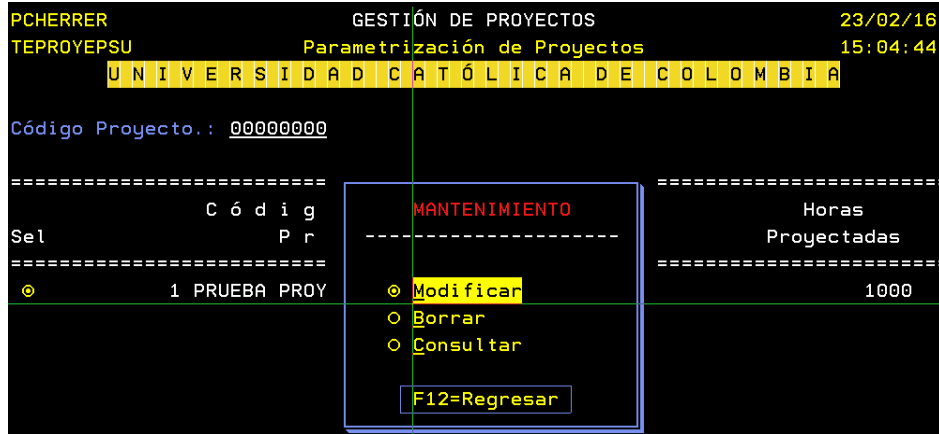 PCHERRER GESTIÓN DE PROYECTOS 23/02/16
TEPROYEPSU Parametrización de Proyectos 15:04:44
U N I V E R S I D A D C A T Ó L I C A D E C O L O M B I A
Código Proyecto.: 00000000
==========================
=======================
C ó d i g MANTENIMIENTO Horas
Sel P r --------------------- Proyectadas
==========================
=======================
1 PRUEBA PROY Modificar 1000
Borrar
Consultar
F12=Regresar